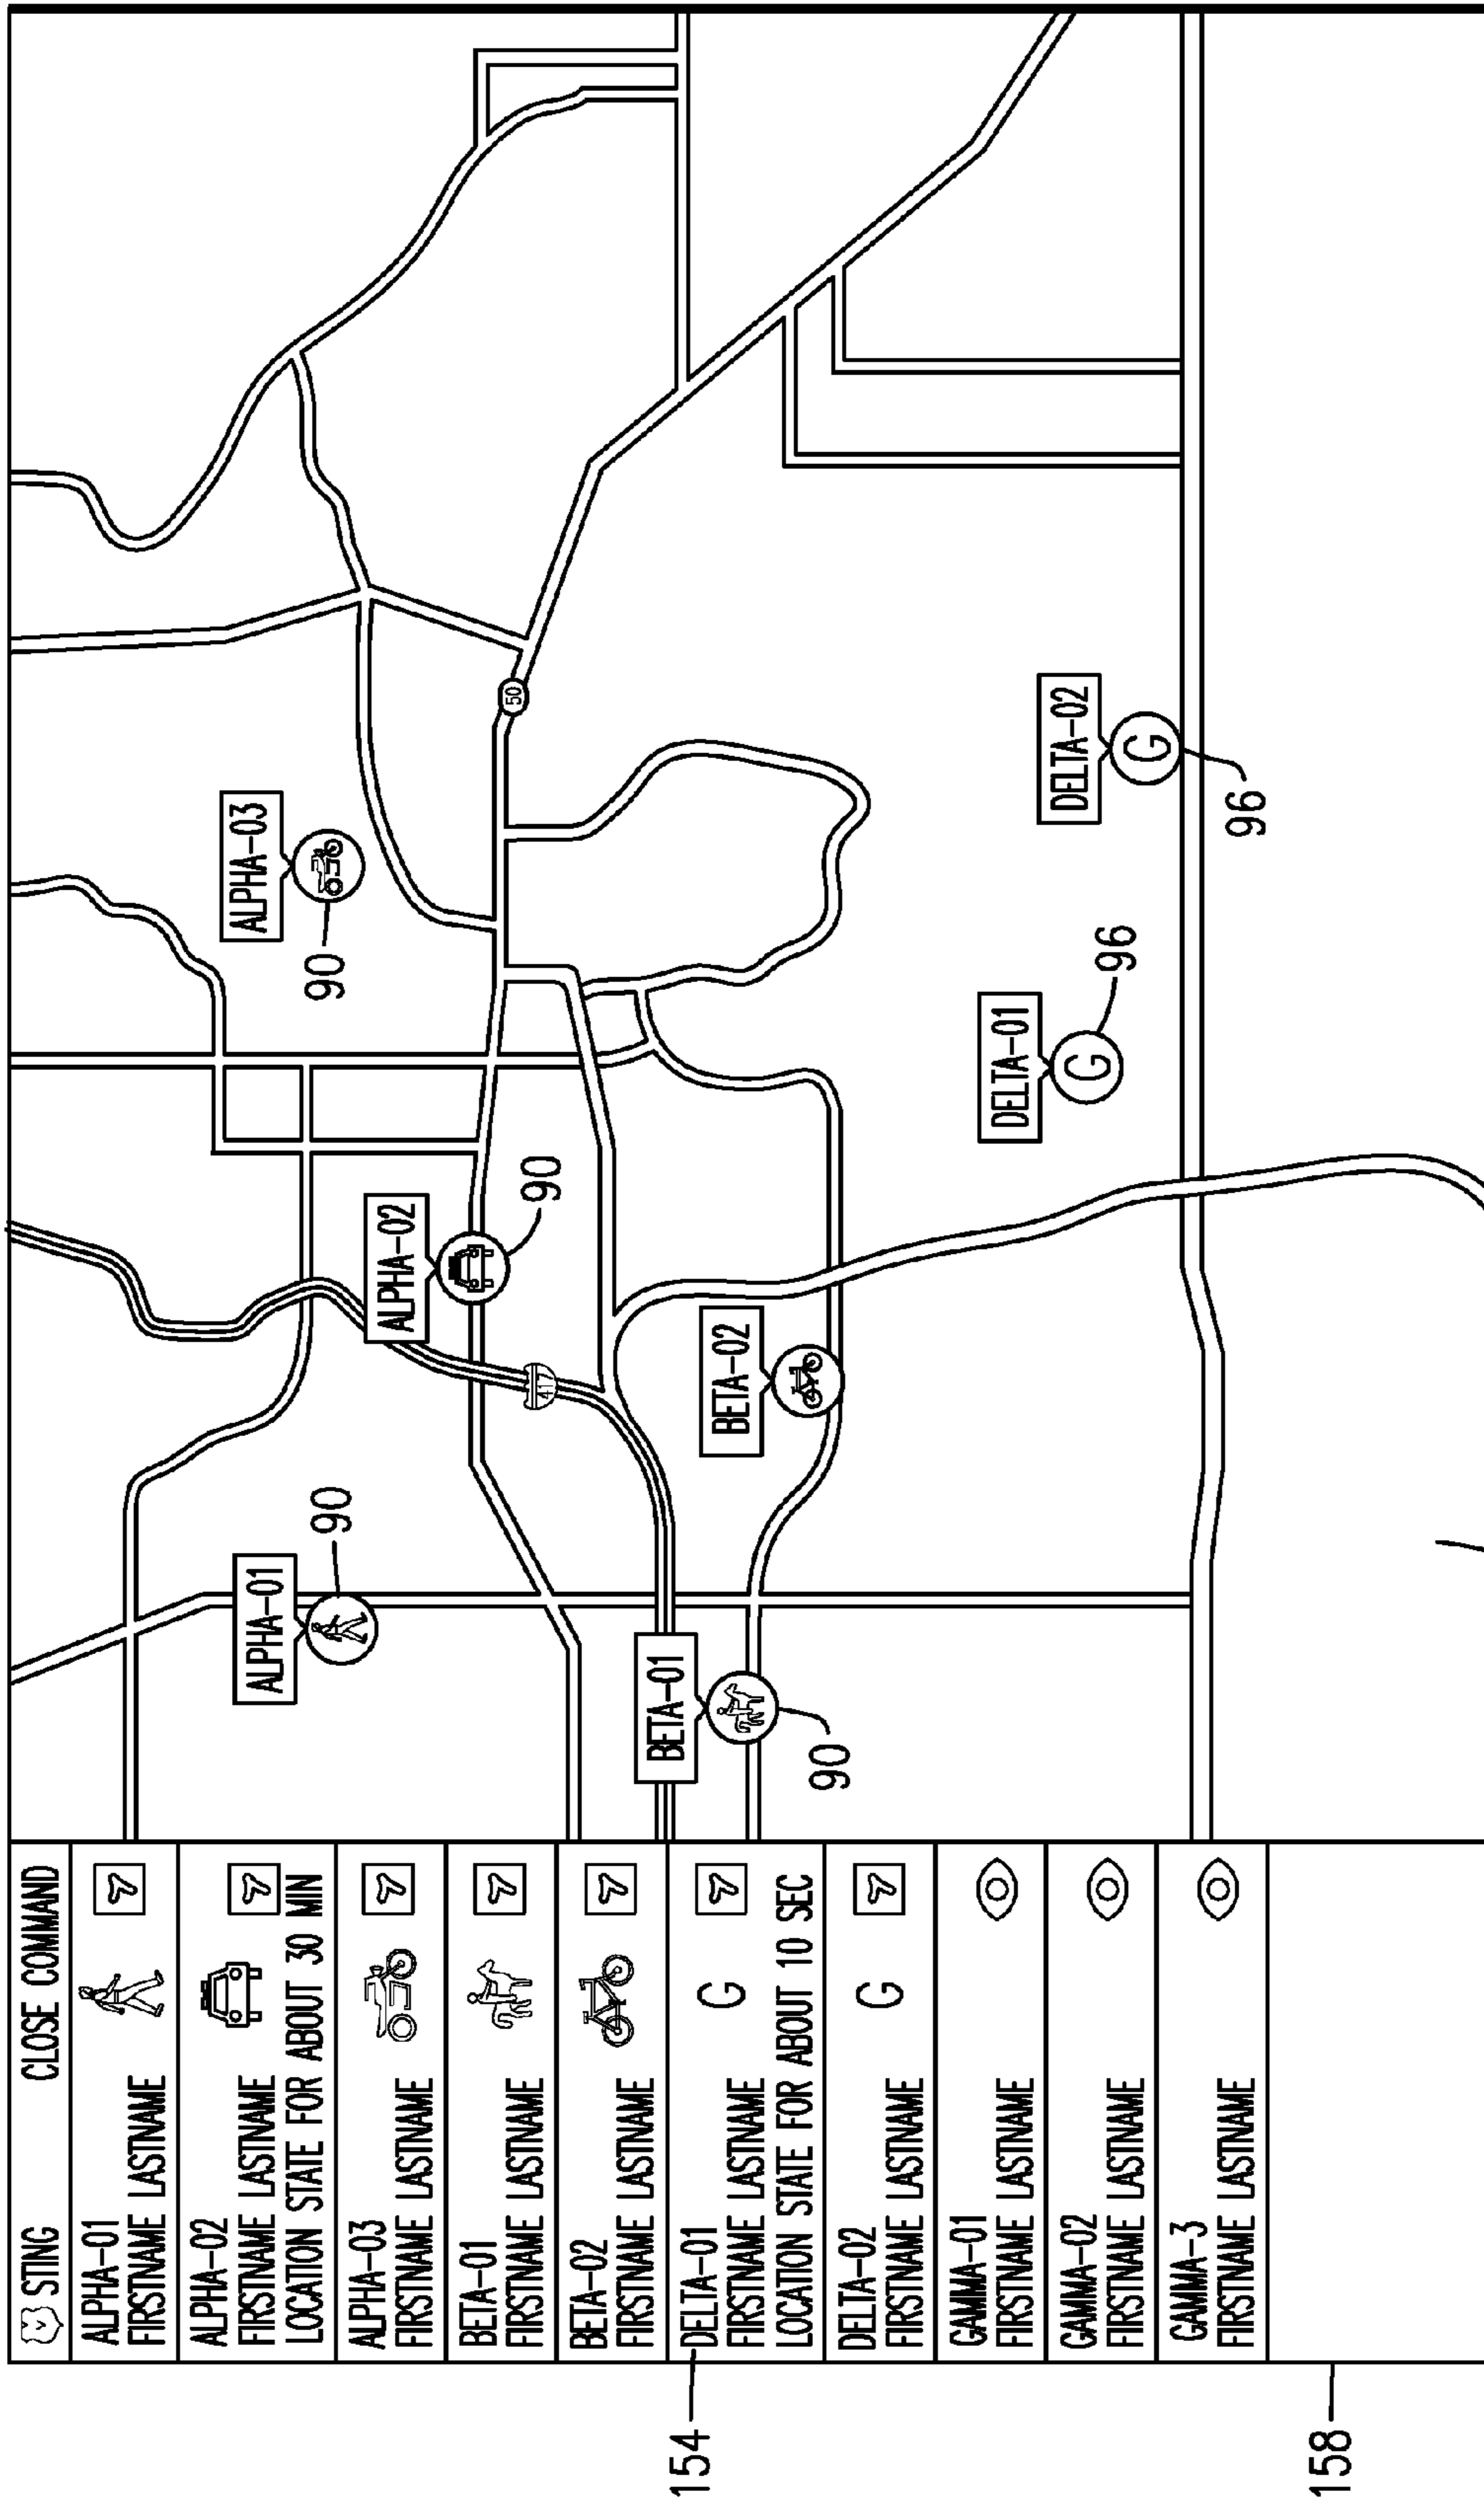 STING CLOSE COMMAND
ALPHA-01
FIRSTNAME LASTNAME
ALPHA-02
FIRSTNAME LASTNAME
LOCATION STATE FOR ABOUT 30 MIN
ALPHA-03
FIRSTNAME LASTNAME
BETA-01
FIRSTNAME LASTNAME
BETA-02
FIRSTNAME LASTNAME
DELTA-01
FIRSTNAME LASTNAME G
LOCATION STATE FOR ABOUT 10 SEC
DELTA-02
FIRSTNAME LASTNAME G
GAMMA-01
FIRSTNAME LASTNAME
GAMMA-02
FIRSTNAME LASTNAME
GAMMA-3
FIRSTNAME LASTNAME
154
158
ALPHA-01
90
ALPHA-02
90
ALPHA-03
90
BETA-01
90
BETA-02
417
50
DELTA-01
G
96
DELTA-02
G
96